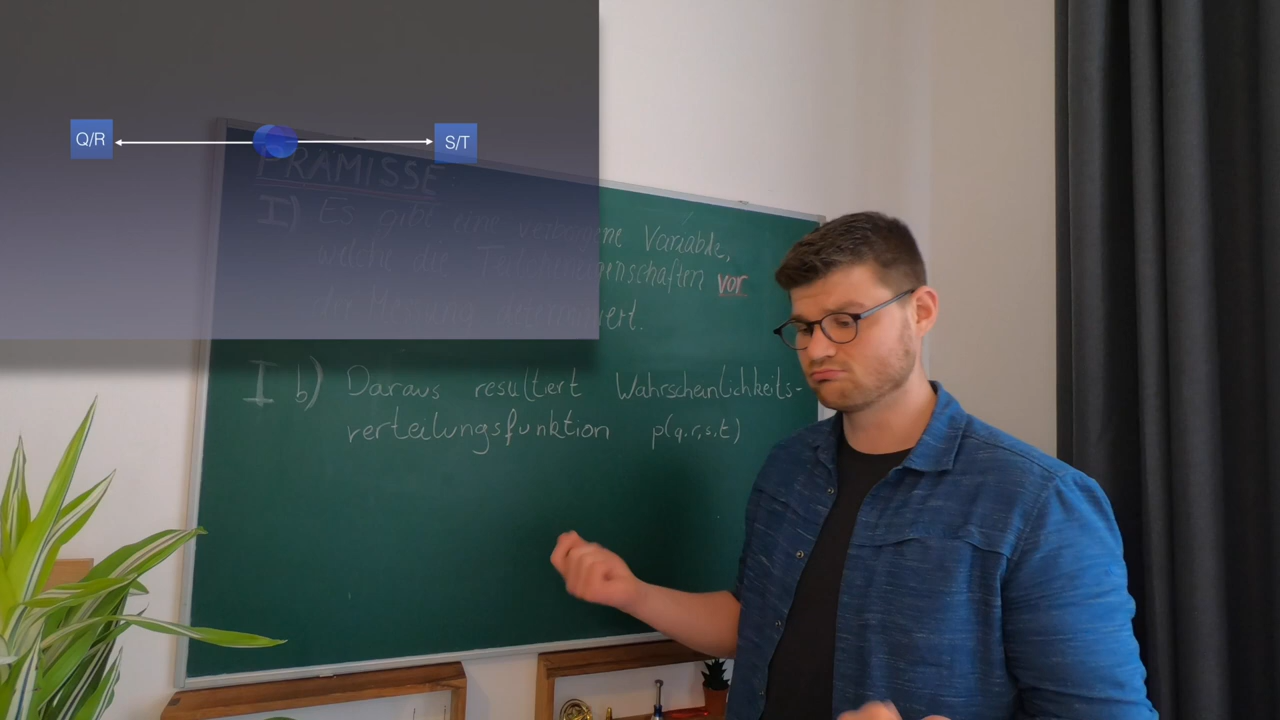 Q/R S/T
PRÄMISSE
I) Es gibt eine verborgene Variable,
welche die Teilcheneigenschaften vor
der Messung determiniert.
I b) Daraus resultiert Wahrscheinlichkeits-
verteilungsfunktion p(q,r,s,t)